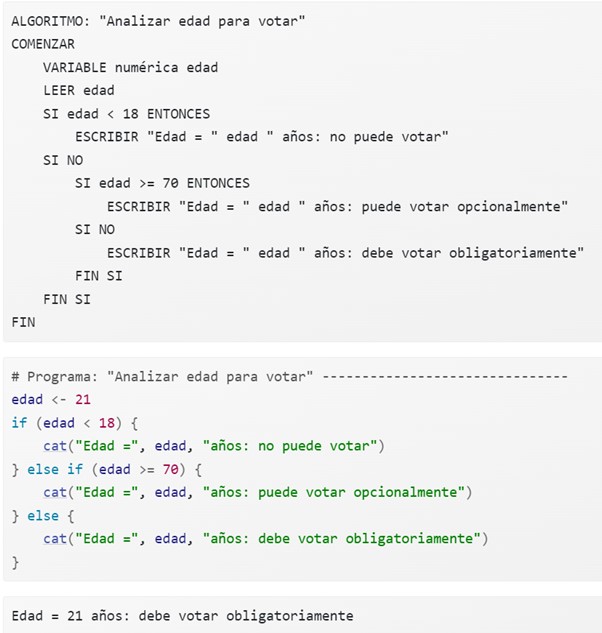 ALGORITMO: "Analizar edad para votar"
COMENZAR
    VARIABLE numérica edad
    LEER edad
    SI edad < 18 ENTONCES
        ESCRIBIR "Edad = " edad " años: no puede votar"
    SI NO
        SI edad >= 70 ENTONCES
            ESCRIBIR "Edad = " edad " años: puede votar opcionalmente"
        SI NO
            ESCRIBIR "Edad = " edad " años: debe votar obligatoriamente"
        FIN SI
    FIN SI
FIN
# Programa: "Analizar edad para votar" -------------------------------
edad <- 21
if (edad < 18) {
    cat("Edad =", edad, "años: no puede votar")
} else if (edad >= 70) {
    cat("Edad =", edad, "años: puede votar opcionalmente")
} else {
    cat("Edad =", edad, "años: debe votar obligatoriamente")
}
Edad = 21 años: debe votar obligatoriamente